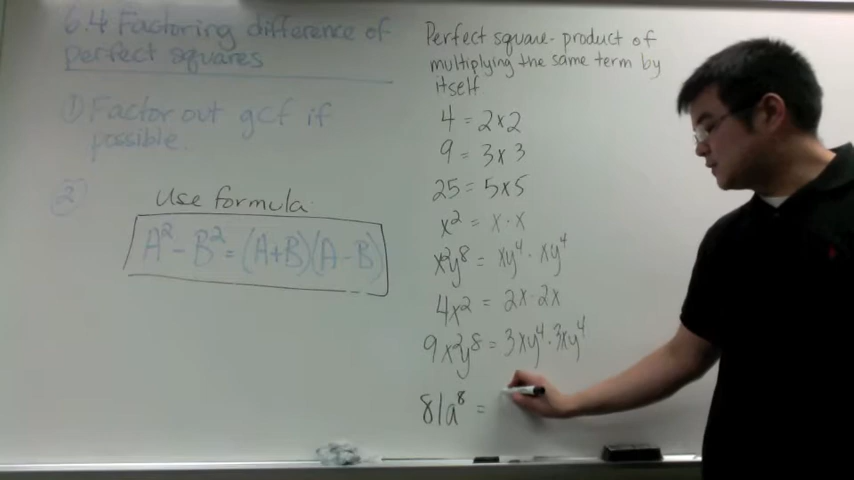 6.4 Factoring difference of
perfect squares
① Factor out gcf if
possible.
② Use formula.
A² - B² = (A+B)(A-B)
Perfect square - product of
multiplying the same term by
itself
4 = 2x2
9 = 3x3
25 = 5x5
x² = x·x
x²y⁸ = xy⁴·xy⁴
4x² = 2x·2x
9x²y⁸ = 3xy⁴·3xy⁴
81a⁸ =